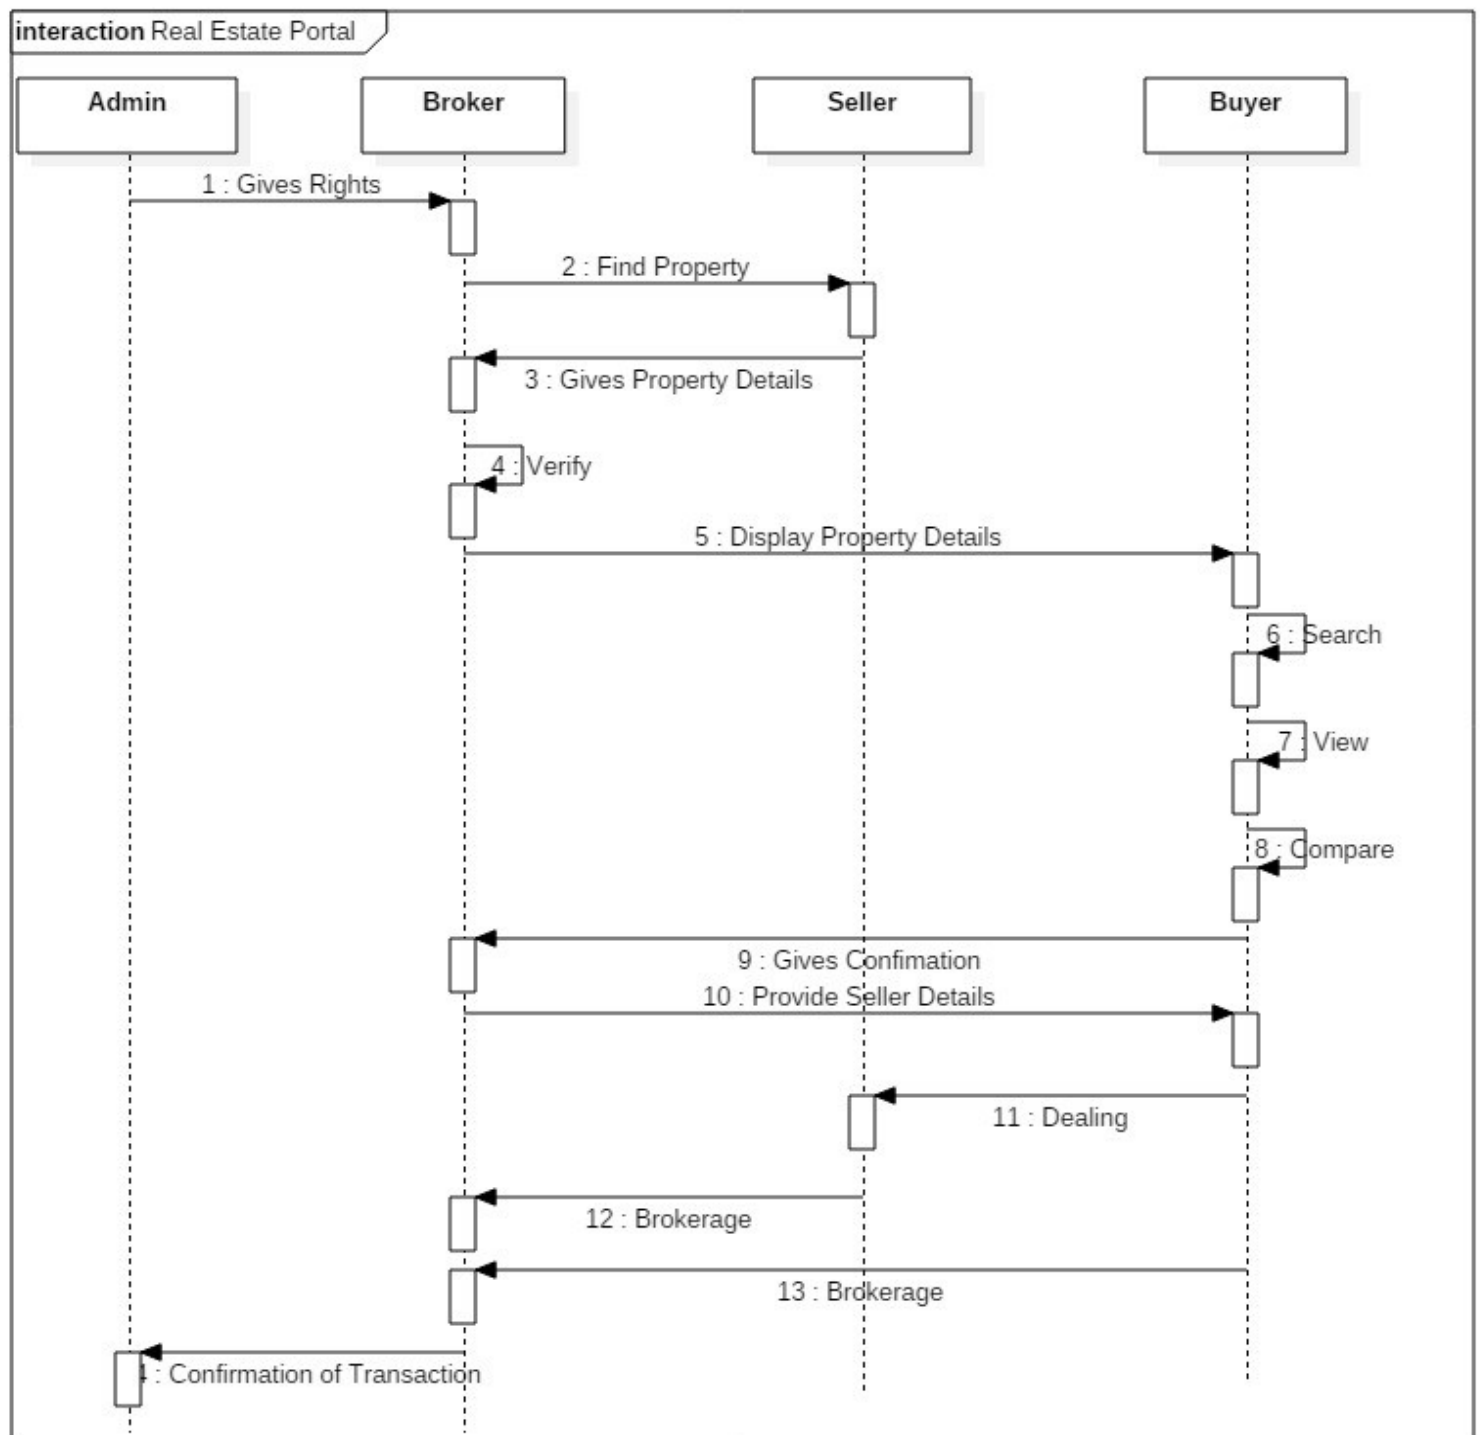 interaction Real Estate Portal
Admin
Broker
Seller
Buyer
1 : Gives Rights
2 : Find Property
3 : Gives Property Details
4 : Verify
5 : Display Property Details
6 : Search
7 : View
8 : Compare
9 : Gives Confimation
10 : Provide Seller Details
11 : Dealing
12 : Brokerage
13 : Brokerage
4 : Confirmation of Transaction